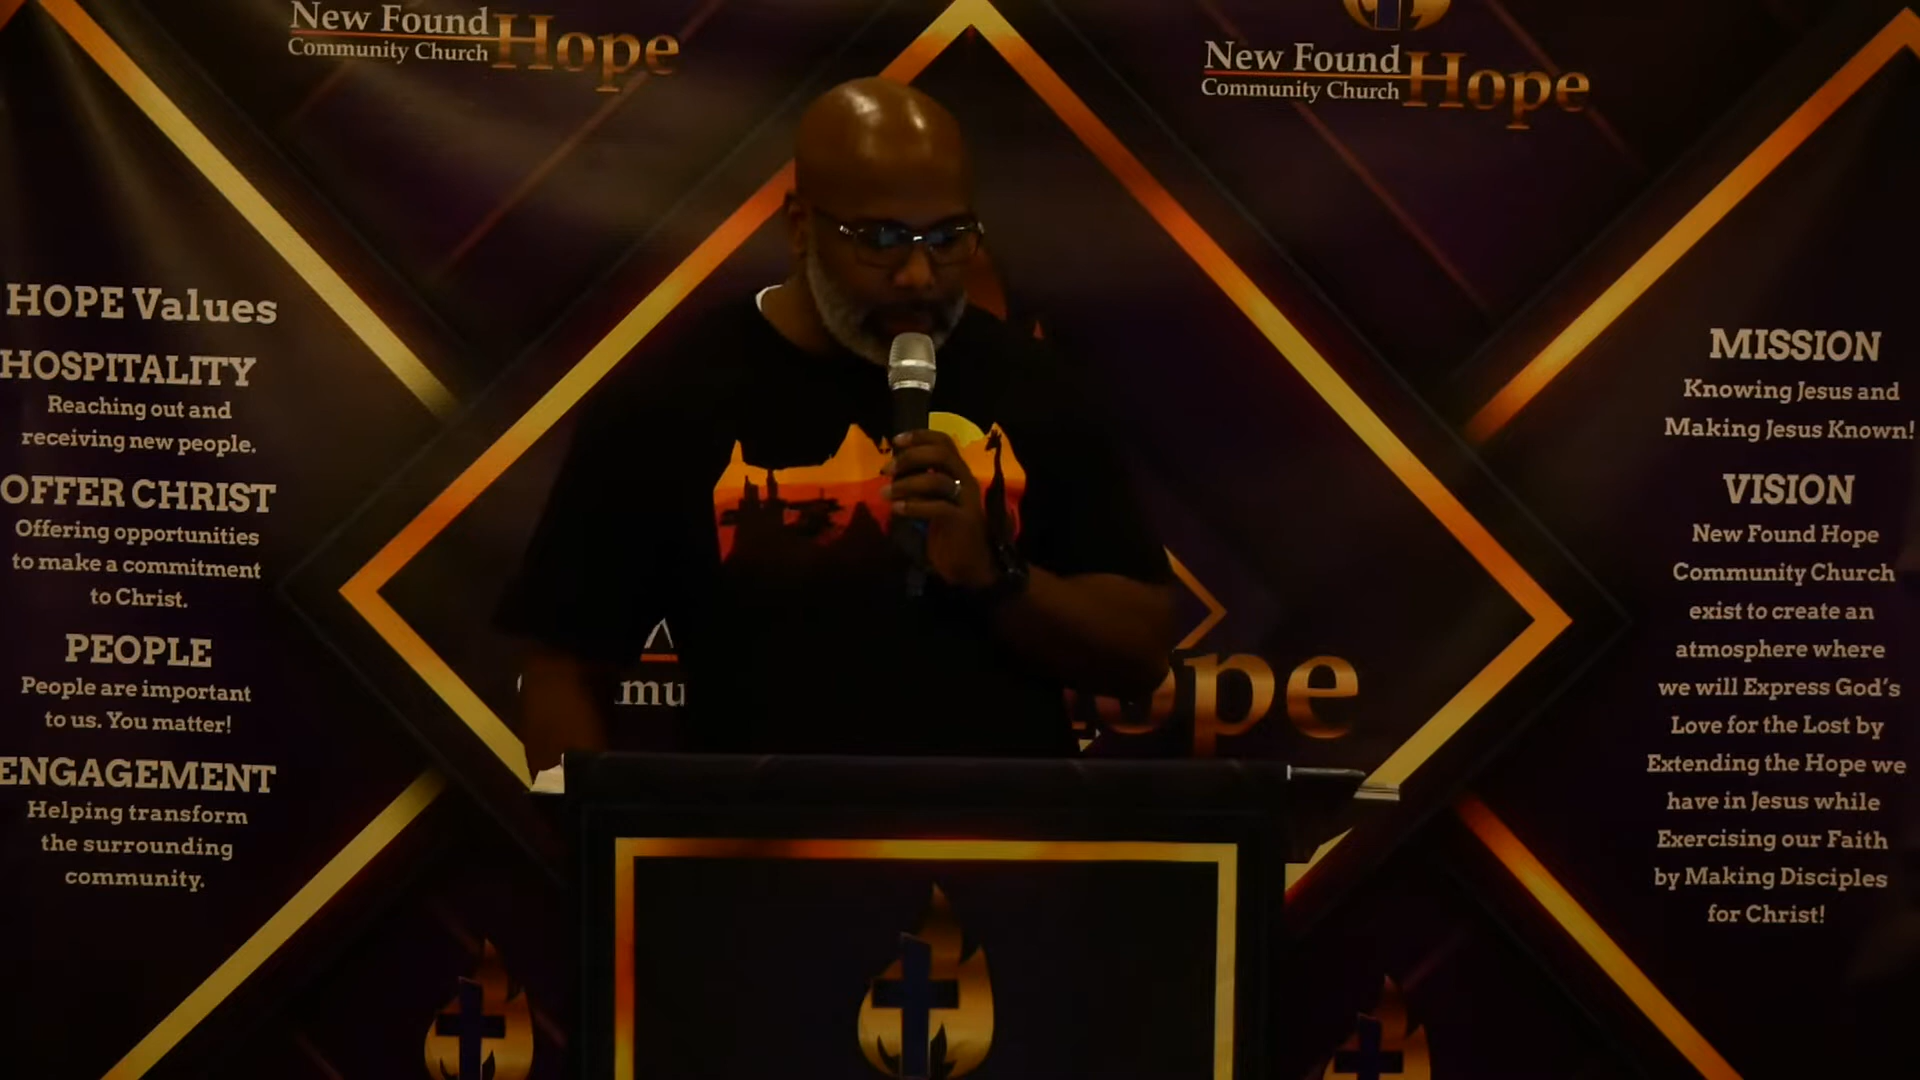 New Found
Community Church
Hope
New Found
Community Church
Hope
HOPE Values
HOSPITALITY
Reaching out and
receiving new people.
OFFER CHRIST
Offering opportunities
to make a commitment
to Christ.
PEOPLE
People are important
to us. You matter!
ENGAGEMENT
Helping transform
the surrounding
community.
mu
ope
MISSION
Knowing Jesus and
Making Jesus Known!
VISION
New Found Hope
Community Church
exist to create an
atmosphere where
we will Express God's
Love for the Lost by
Extending the Hope we
have in Jesus while
Exercising our Faith
by Making Disciples
for Christ!